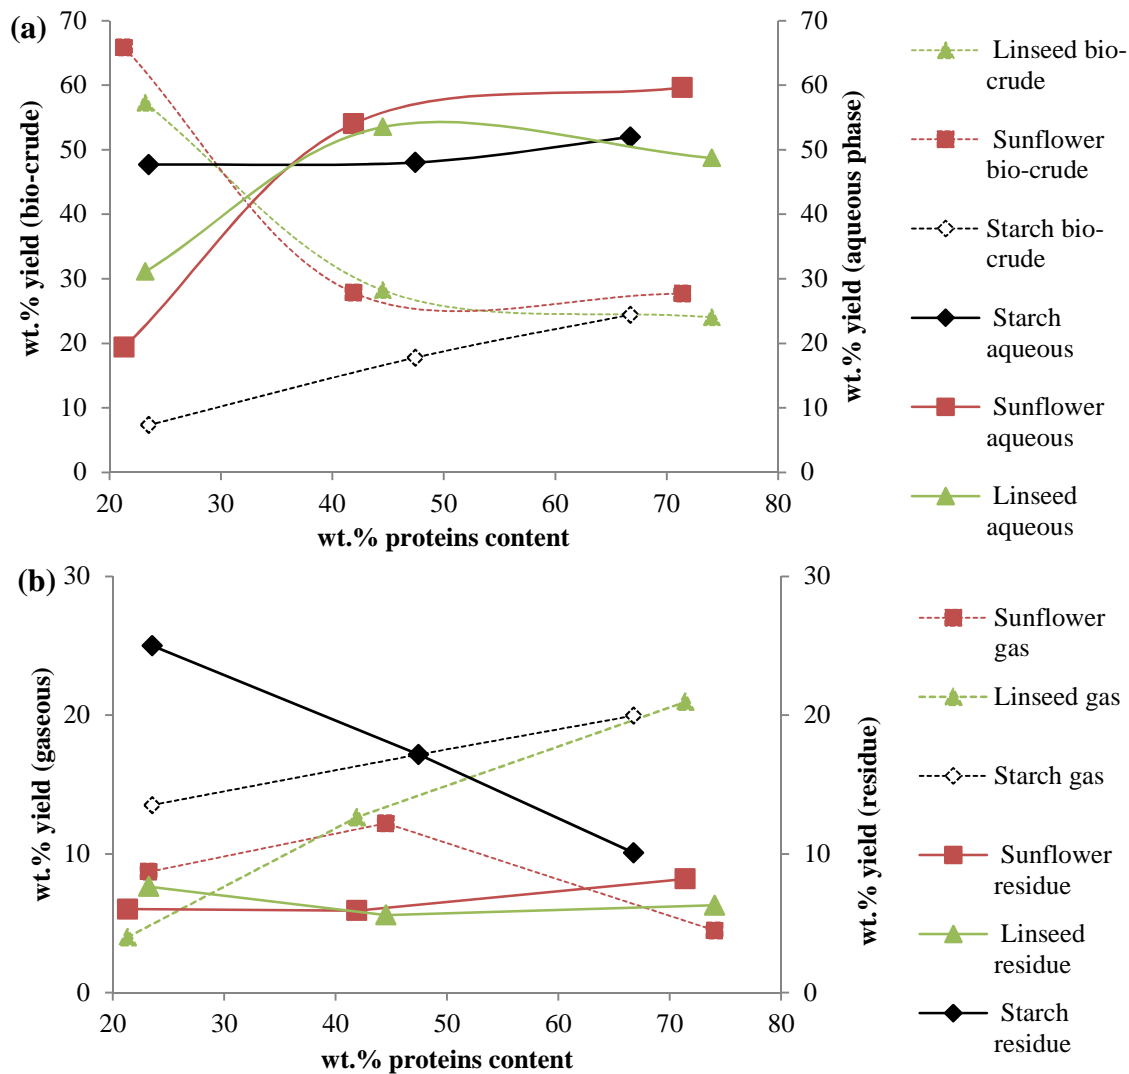 (a)
70
60
50
40
30
20
10
0
wt.% yield (bio-crude)
70
60
50
40
30
20
10
0
wt.% yield (aqueous phase)
20 30 40 50 60 70 80
wt.% proteins content
Linseed bio-
crude
Sunflower
bio-crude
Starch bio-
crude
Starch
aqueous
Sunflower
aqueous
Linseed
aqueous
(b)
30
20
10
0
wt.% yield (gaseous)
30
20
10
0
wt.% yield (residue)
20 30 40 50 60 70 80
wt.% proteins content
Sunflower
gas
Linseed gas
Starch gas
Sunflower
residue
Linseed
residue
Starch
residue